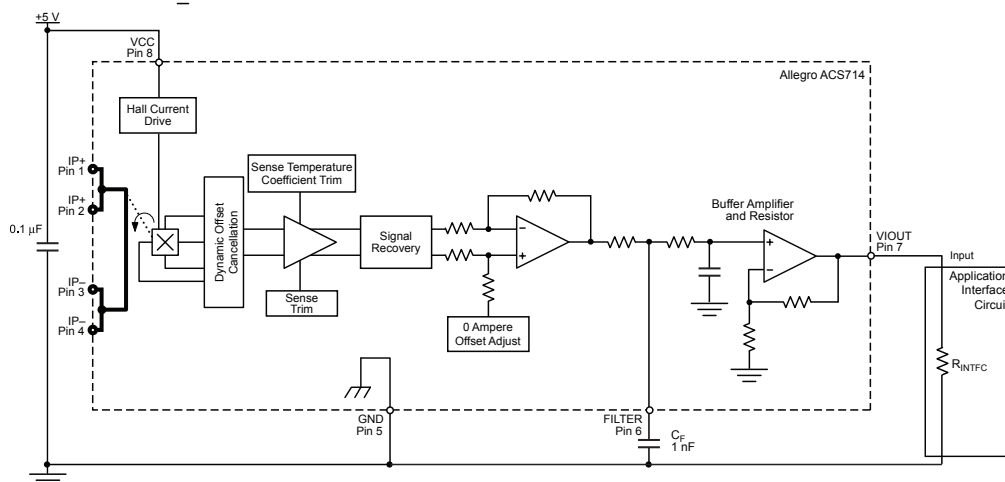 +5 V
VCC
Pin 8
Allegro ACS714
Hall Current
Drive
IP+
Pin 1
IP+
Pin 2
0.1 µF
IP–
Pin 3
IP–
Pin 4
Dynamic Offset
Cancellation
Sense Temperature
Coefficient Trim
Sense
Trim
Signal
Recovery
0 Ampere
Offset Adjust
Buffer Amplifier
and Resistor
VIOUT
Pin 7
Input
Application
Interface
Circui
RINTFC
GND
Pin 5
FILTER
Pin 6
CF
1 nF